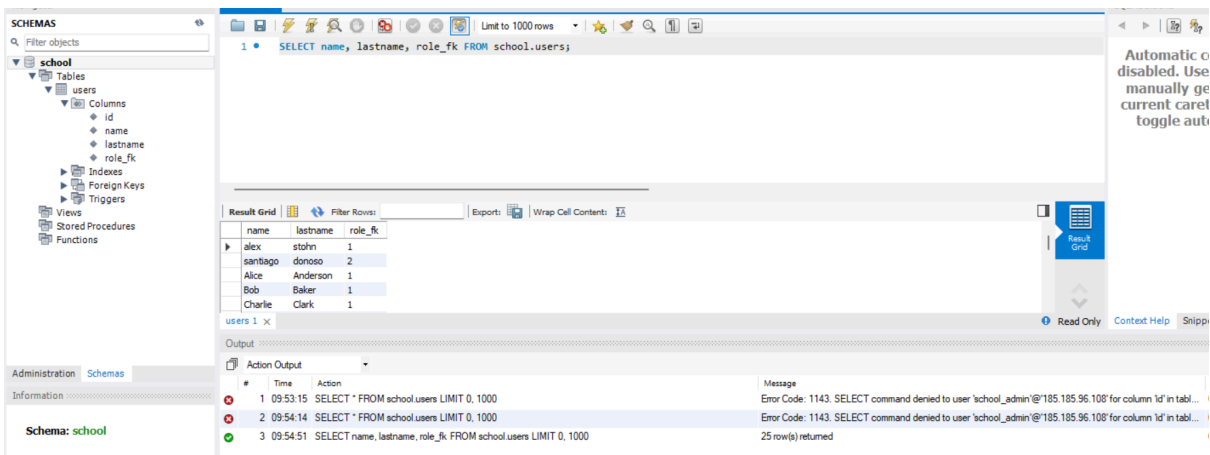 SCHEMAS
Filter objects
school
Tables
users
Columns
id
name
lastname
role_fk
Indexes
Foreign Keys
Triggers
Views
Stored Procedures
Functions
Administration Schemas
Information
Schema: school
Limit to 1000 rows
1 SELECT name, lastname, role_fk FROM school.users;
Result Grid Filter Rows: Export: Wrap Cell Content:
name lastname role_fk
alex stohn 1
santiago donoso 2
Alice Anderson 1
Bob Baker 1
Charlie Clark 1
Result
Grid
users 1
Read Only
Output
Action Output
# Time Action Message
1 09:53:15 SELECT * FROM school.users LIMIT 0, 1000 Error Code: 1143. SELECT command denied to user 'school_admin'@'185.185.96.108' for column 'id' in tabl...
2 09:54:14 SELECT * FROM school.users LIMIT 0, 1000 Error Code: 1143. SELECT command denied to user 'school_admin'@'185.185.96.108' for column 'id' in tabl...
3 09:54:51 SELECT name, lastname, role_fk FROM school.users LIMIT 0, 1000 25 row(s) returned
Automatic c
disabled. Use
manually ge
current caret
toggle aut
Context Help Snipp